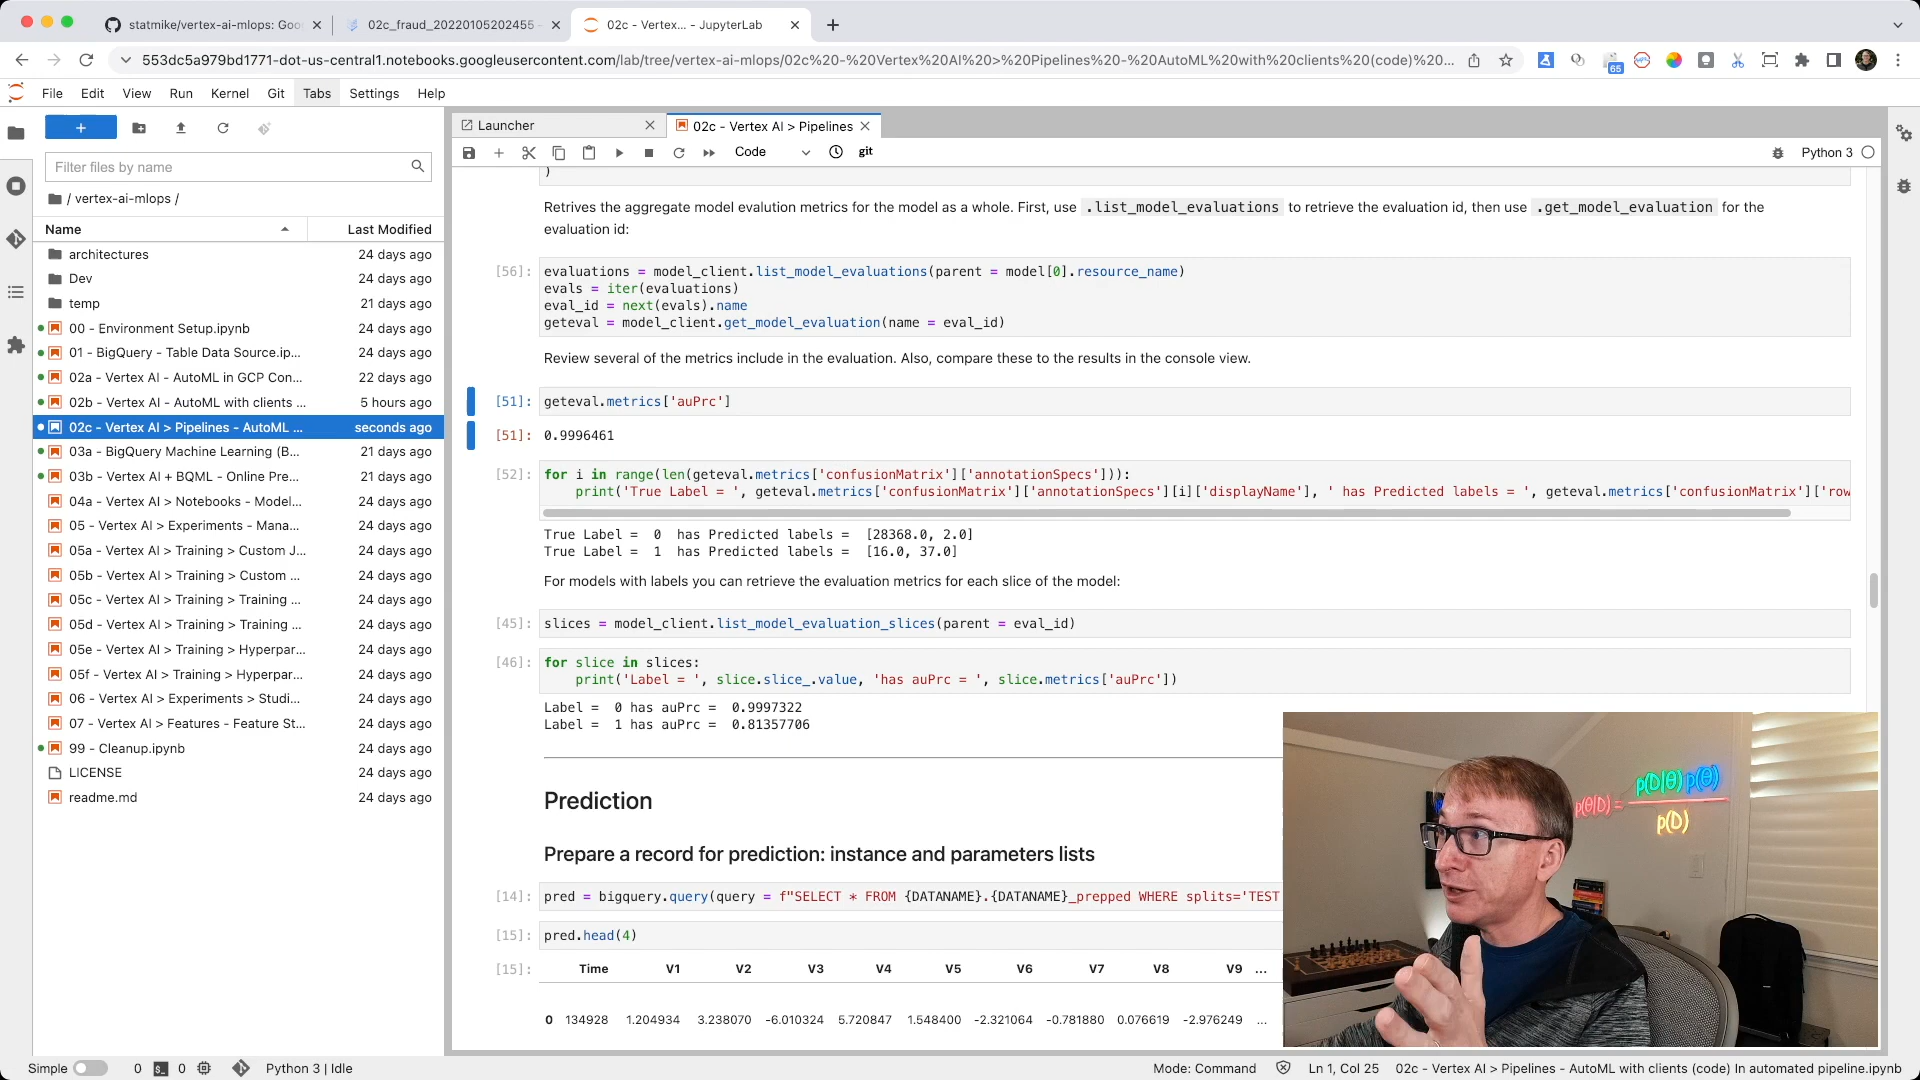 statmike/vertex-ai-mlops: Goo
02c_fraud_20220105202455 -
02c - Vertex... - JupyterLab
553dc5a979bd1771-dot-us-central1.notebooks.googleusercontent.com/lab/tree/vertex-ai-mlops/02c%20-%20Vertex%20AI%20>%20Pipelines%20-%20AutoML%20with%20clients%20(code)%20...
65
File Edit View Run Kernel Git Tabs Settings Help
Launcher
02c - Vertex AI > Pipelines
Code
git
Python 3
Filter files by name
/ vertex-ai-mlops /
Name Last Modified
architectures 24 days ago
Dev 24 days ago
temp 21 days ago
00 - Environment Setup.ipynb 24 days ago
01 - BigQuery - Table Data Source.ip... 24 days ago
02a - Vertex AI - AutoML in GCP Con... 22 days ago
02b - Vertex AI - AutoML with clients ... 5 hours ago
02c - Vertex AI > Pipelines - AutoML ... seconds ago
03a - BigQuery Machine Learning (B... 21 days ago
03b - Vertex AI + BQML - Online Pre... 21 days ago
04a - Vertex AI > Notebooks - Model... 24 days ago
05 - Vertex AI > Experiments - Mana... 24 days ago
05a - Vertex AI > Training > Custom J... 24 days ago
05b - Vertex AI > Training > Custom ... 24 days ago
05c - Vertex AI > Training > Training ... 24 days ago
05d - Vertex AI > Training > Training ... 24 days ago
05e - Vertex AI > Training > Hyperpar... 24 days ago
05f - Vertex AI > Training > Hyperpar... 24 days ago
06 - Vertex AI > Experiments > Studi... 24 days ago
07 - Vertex AI > Features - Feature St... 24 days ago
99 - Cleanup.ipynb 24 days ago
LICENSE 24 days ago
readme.md 24 days ago
)
Retrives the aggregate model evalution metrics for the model as a whole. First, use .list_model_evaluations to retrieve the evaluation id, then use .get_model_evaluation for the
evaluation id:
[56]: evaluations = model_client.list_model_evaluations(parent = model[0].resource_name)
evals = iter(evaluations)
eval_id = next(evals).name
geteval = model_client.get_model_evaluation(name = eval_id)
Review several of the metrics include in the evaluation. Also, compare these to the results in the console view.
[51]: geteval.metrics['auPrc']
[51]: 0.9996461
[52]: for i in range(len(geteval.metrics['confusionMatrix']['annotationSpecs'])):
print('True Label = ', geteval.metrics['confusionMatrix']['annotationSpecs'][i]['displayName'], ' has Predicted labels = ', geteval.metrics['confusionMatrix']['row
True Label =  0  has Predicted labels =  [28368.0, 2.0]
True Label =  1  has Predicted labels =  [16.0, 37.0]
For models with labels you can retrieve the evaluation metrics for each slice of the model:
[45]: slices = model_client.list_model_evaluation_slices(parent = eval_id)
[46]: for slice in slices:
print('Label = ', slice.slice_.value, 'has auPrc = ', slice.metrics['auPrc'])
Label =  0 has auPrc =  0.9997322
Label =  1 has auPrc =  0.81357706
Prediction
Prepare a record for prediction: instance and parameters lists
[14]: pred = bigquery.query(query = f"SELECT * FROM {DATANAME}.{DATANAME}_prepped WHERE splits='TEST
[15]: pred.head(4)
[15]: Time V1 V2 V3 V4 V5 V6 V7 V8 V9 ...
0 134928 1.204934 3.238070 -6.010324 5.720847 1.548400 -2.321064 -0.781880 0.076619 -2.976249 ...
p(θ|D) = p(D|θ) p(θ)
p(D)
Simple 0 0 Python 3 | Idle
Mode: Command Ln 1, Col 25 02c - Vertex AI > Pipelines - AutoML with clients (code) In automated pipeline.ipynb